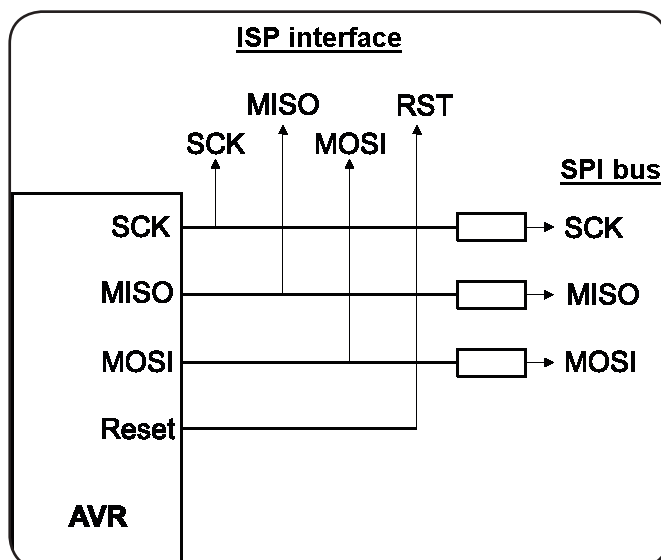 ISP interface
MISO RST
SCK MOSI
SPI bus
SCK SCK
MISO MISO
MOSI MOSI
Reset
AVR